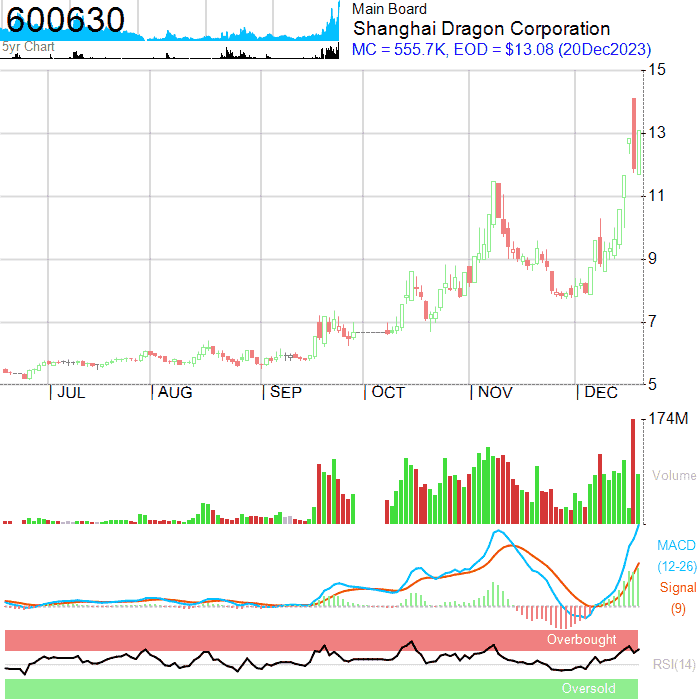 600630
5yr Chart
Main Board
Shanghai Dragon Corporation
MC = 555.7K, EOD = $13.08 (20Dec2023)
15
13
11
9
7
5
JUL AUG SEP OCT NOV DEC
174M
Volume
MACD
(12-26)
Signal
(9)
Overbought
RSI(14)
Oversold